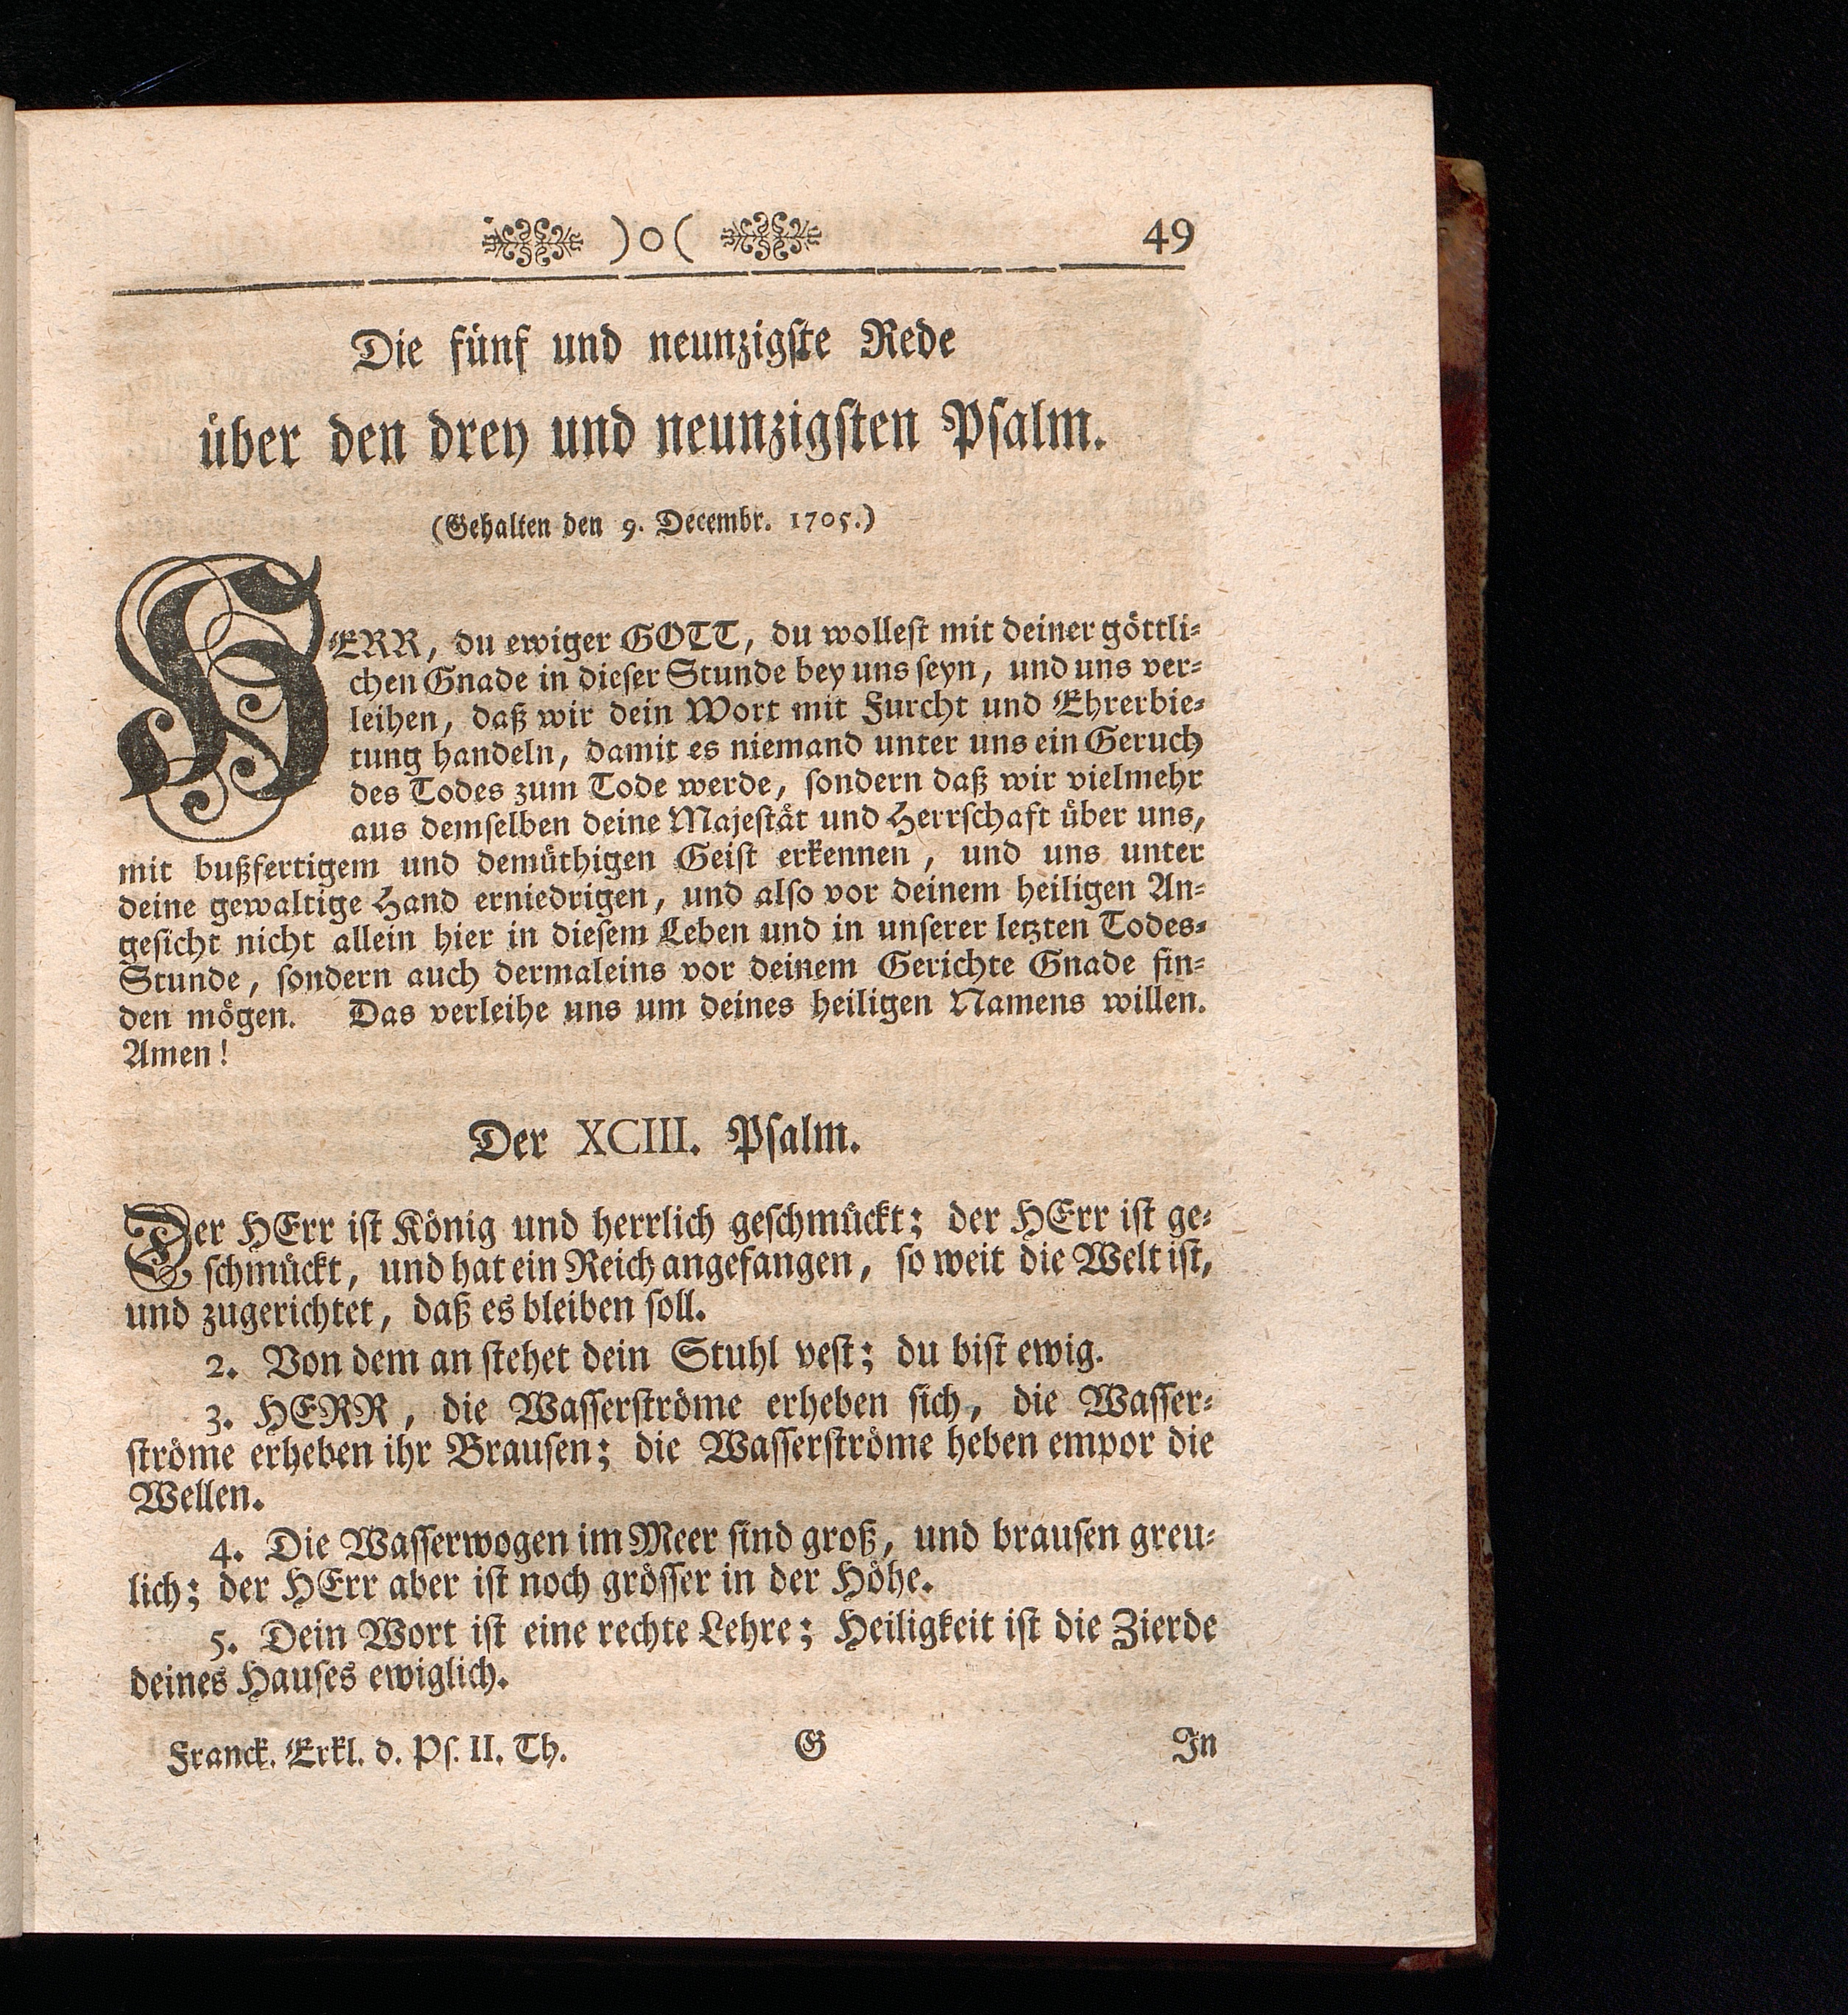 )o( 49
Die fünf und neunzigſte Rede
über den drey und neunzigſten Pſalm.
(Gehalten den 9. Decembr. 1705.)
HERR, du ewiger GOTT, du wolleſt mit deiner göttli-
chen Gnade in dieſer Stunde bey uns ſeyn, und uns ver-
leihen, daß wir dein Wort mit Furcht und Ehrerbie-
tung handeln, damit es niemand unter uns ein Geruch
des Todes zum Tode werde, ſondern daß wir vielmehr
aus demſelben deine Majeſtät und Herrſchaft über uns,
mit bußfertigem und demüthigen Geiſt erkennen, und uns unter
deine gewaltige Hand erniedrigen, und alſo vor deinem heiligen An-
geſicht nicht allein hier in dieſem Leben und in unſerer letzten Todes-
Stunde, ſondern auch dermaleins vor deinem Gerichte Gnade fin-
den mögen. Das verleihe uns um deines heiligen Namens willen.
Amen!
Der XCIII. Pſalm.
Der HErr iſt König und herrlich geſchmückt; der HErr iſt ge-
ſchmückt, und hat ein Reich angefangen, ſo weit die Welt iſt,
und zugerichtet, daß es bleiben ſoll.
2. Von dem an ſtehet dein Stuhl veſt; du biſt ewig.
3. HERR, die Waſſerſtröme erheben ſich, die Waſſer-
ſtröme erheben ihr Brauſen; die Waſſerſtröme heben empor die
Wellen.
4. Die Waſſerwogen im Meer ſind groß, und brauſen greu-
lich; der HErr aber iſt noch gröſſer in der Höhe.
5. Dein Wort iſt eine rechte Lehre; Heiligkeit iſt die Zierde
deines Hauſes ewiglich.
Franck. Erkl. d. Pſ. II. Th. G In